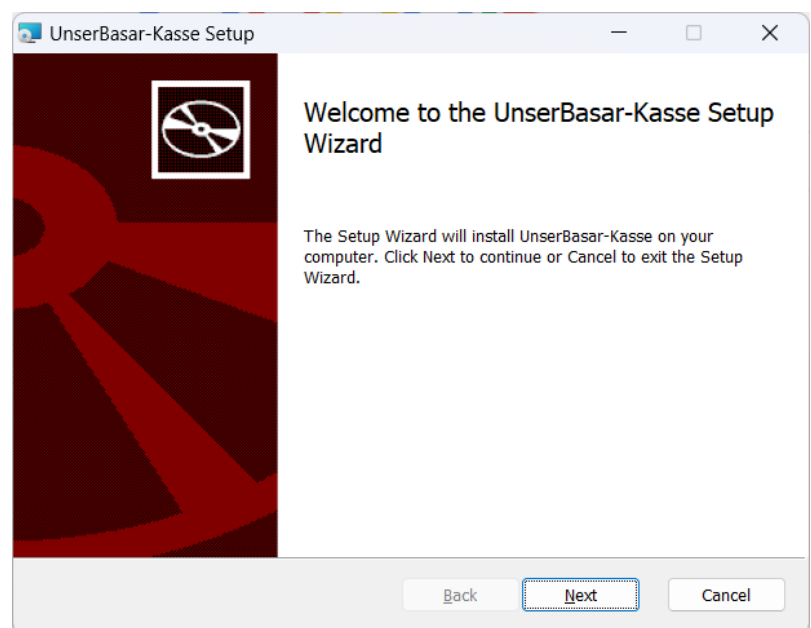 UnserBasar-Kasse Setup
Welcome to the UnserBasar-Kasse Setup
Wizard
The Setup Wizard will install UnserBasar-Kasse on your
computer. Click Next to continue or Cancel to exit the Setup
Wizard.
Back Next Cancel